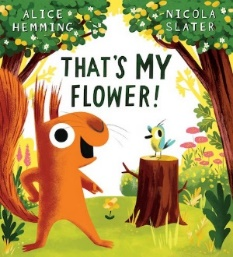 ALICE
HEMMING
NICOLA
SLATER
THAT'S MY
FLOWER!